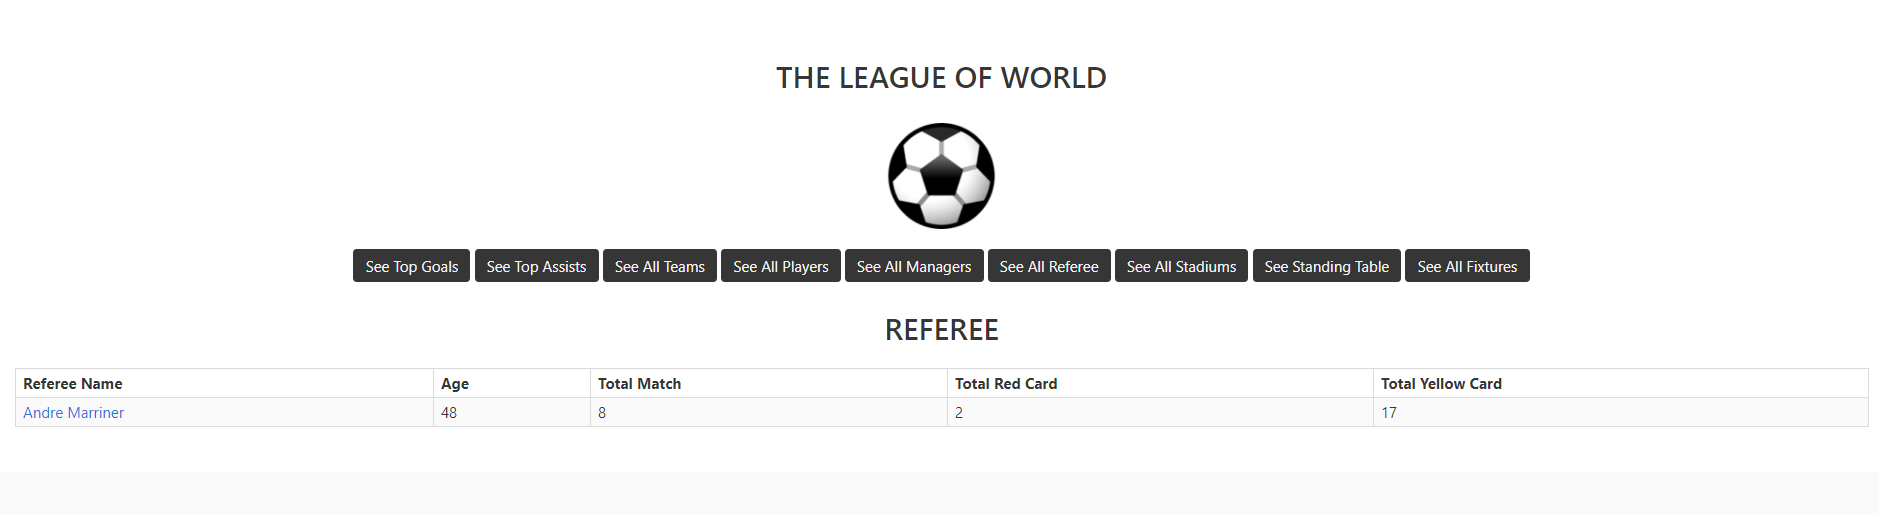 THE LEAGUE OF WORLD
See Top Goals See Top Assists See All Teams See All Players See All Managers See All Referee See All Stadiums See Standing Table See All Fixtures
REFEREE
Referee Name Age Total Match Total Red Card Total Yellow Card
Andre Marriner 48 8 2 17